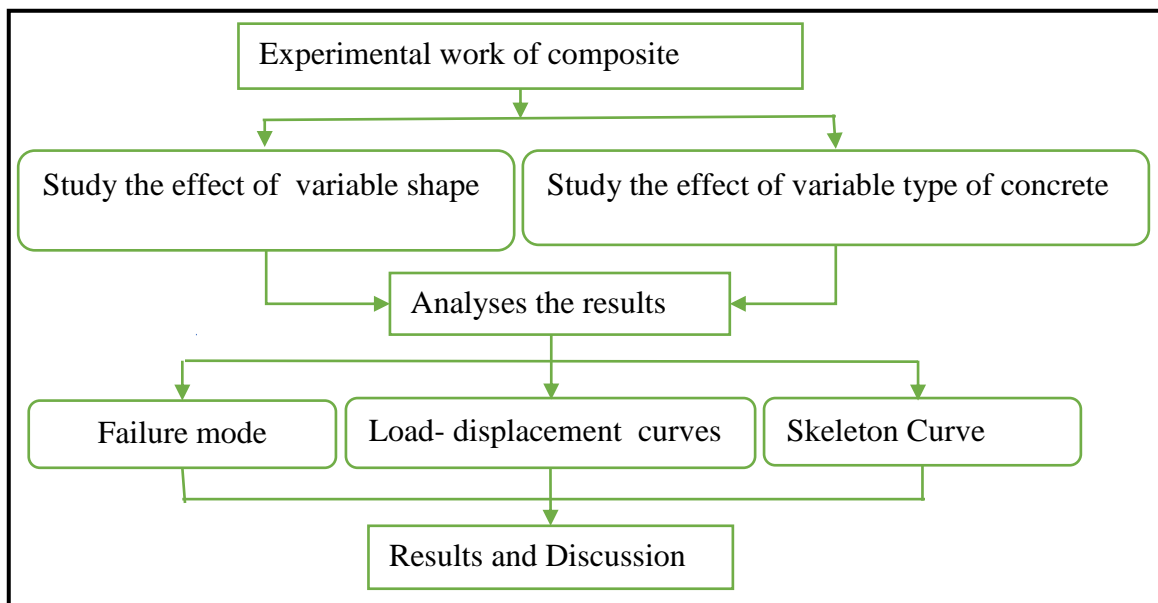 Experimental work of composite
Study the effect of  variable shape
Study the effect of variable type of concrete
Analyses the results
Failure mode
Load- displacement  curves
Skeleton Curve
Results and Discussion